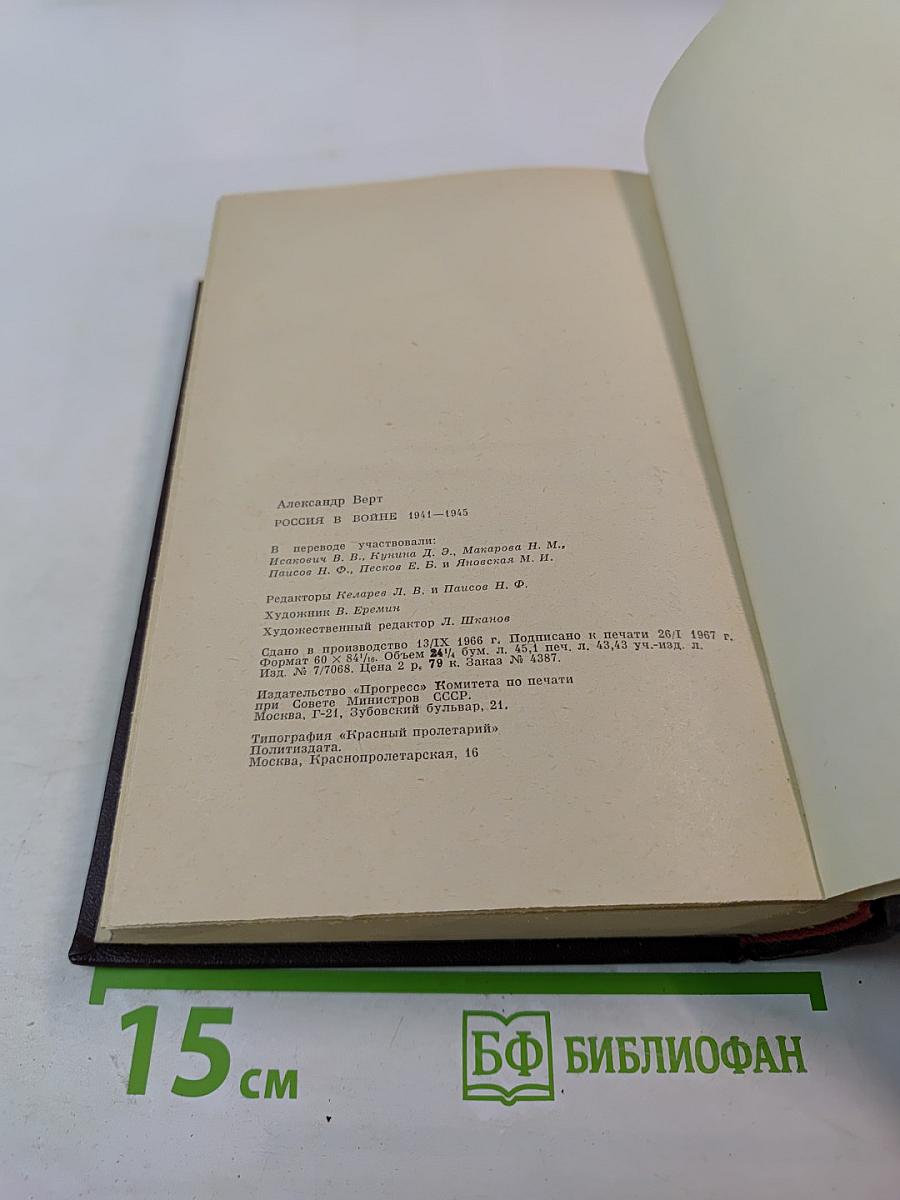 Александр Верт
РОССИЯ В ВОЙНЕ 1941—1945
В переводе участвовали:
Исакович В. В., Кунина Д. Э., Макарова Н. М.,
Паисов Н. Ф., Песков Е. Б. и Яновская М. И.
Редакторы Келарев Л. В. и Паисов Н. Ф.
Художник В. Еремин
Художественный редактор Л. Шканов
Сдано в производство 13/IX 1966 г. Подписано к печати 26/I 1967 г.
Формат 60 × 84¹/₁₆. Объем 24¹/₄ бум. л. 45,1 печ. л. 43,43 уч.-изд. л.
Изд. № 7/7068. Цена 2 р. 79 к. Заказ № 4387.
Издательство «Прогресс» Комитета по печати
при Совете Министров СССР.
Москва, Г-21, Зубовский бульвар, 21.
Типография «Красный пролетарий»
Политиздата.
Москва, Краснопролетарская, 16
15 см
БФ БИБЛИОФАН